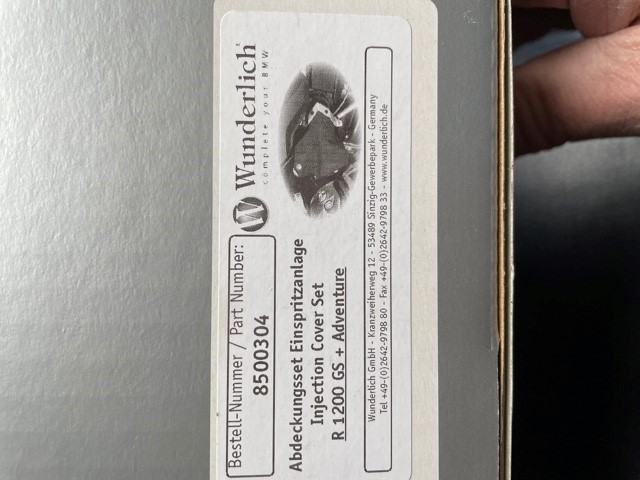 Bestell-Nummer / Part Number:
8500304
W Wunderlich
complete your BMW
Abdeckungsset Einspritzanlage
Injection Cover Set
R 1200 GS + Adventure
Wunderlich GmbH - Kranzweiherweg 12 - 53489 Sinzig-Gewerbepark - Germany
Tel +49-(0)2642-9798 80 - Fax +49-(0)2642-9798 33 - www.wunderlich.de